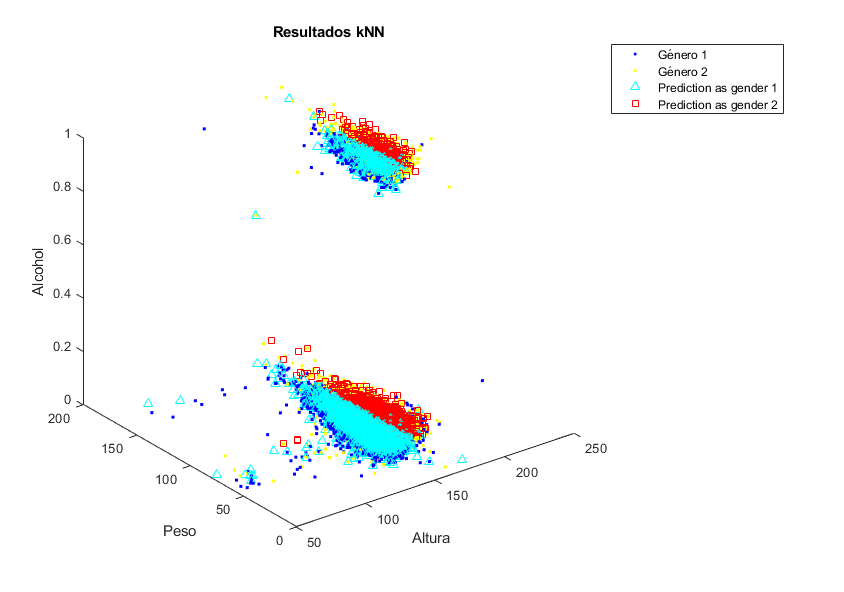 Resultados kNN
Género 1
Género 2
Prediction as gender 1
Prediction as gender 2
1
0.8
0.6
0.4
0.2
0
Alcohol
200
150
100
50
0
Peso
50
100
150
200
250
Altura